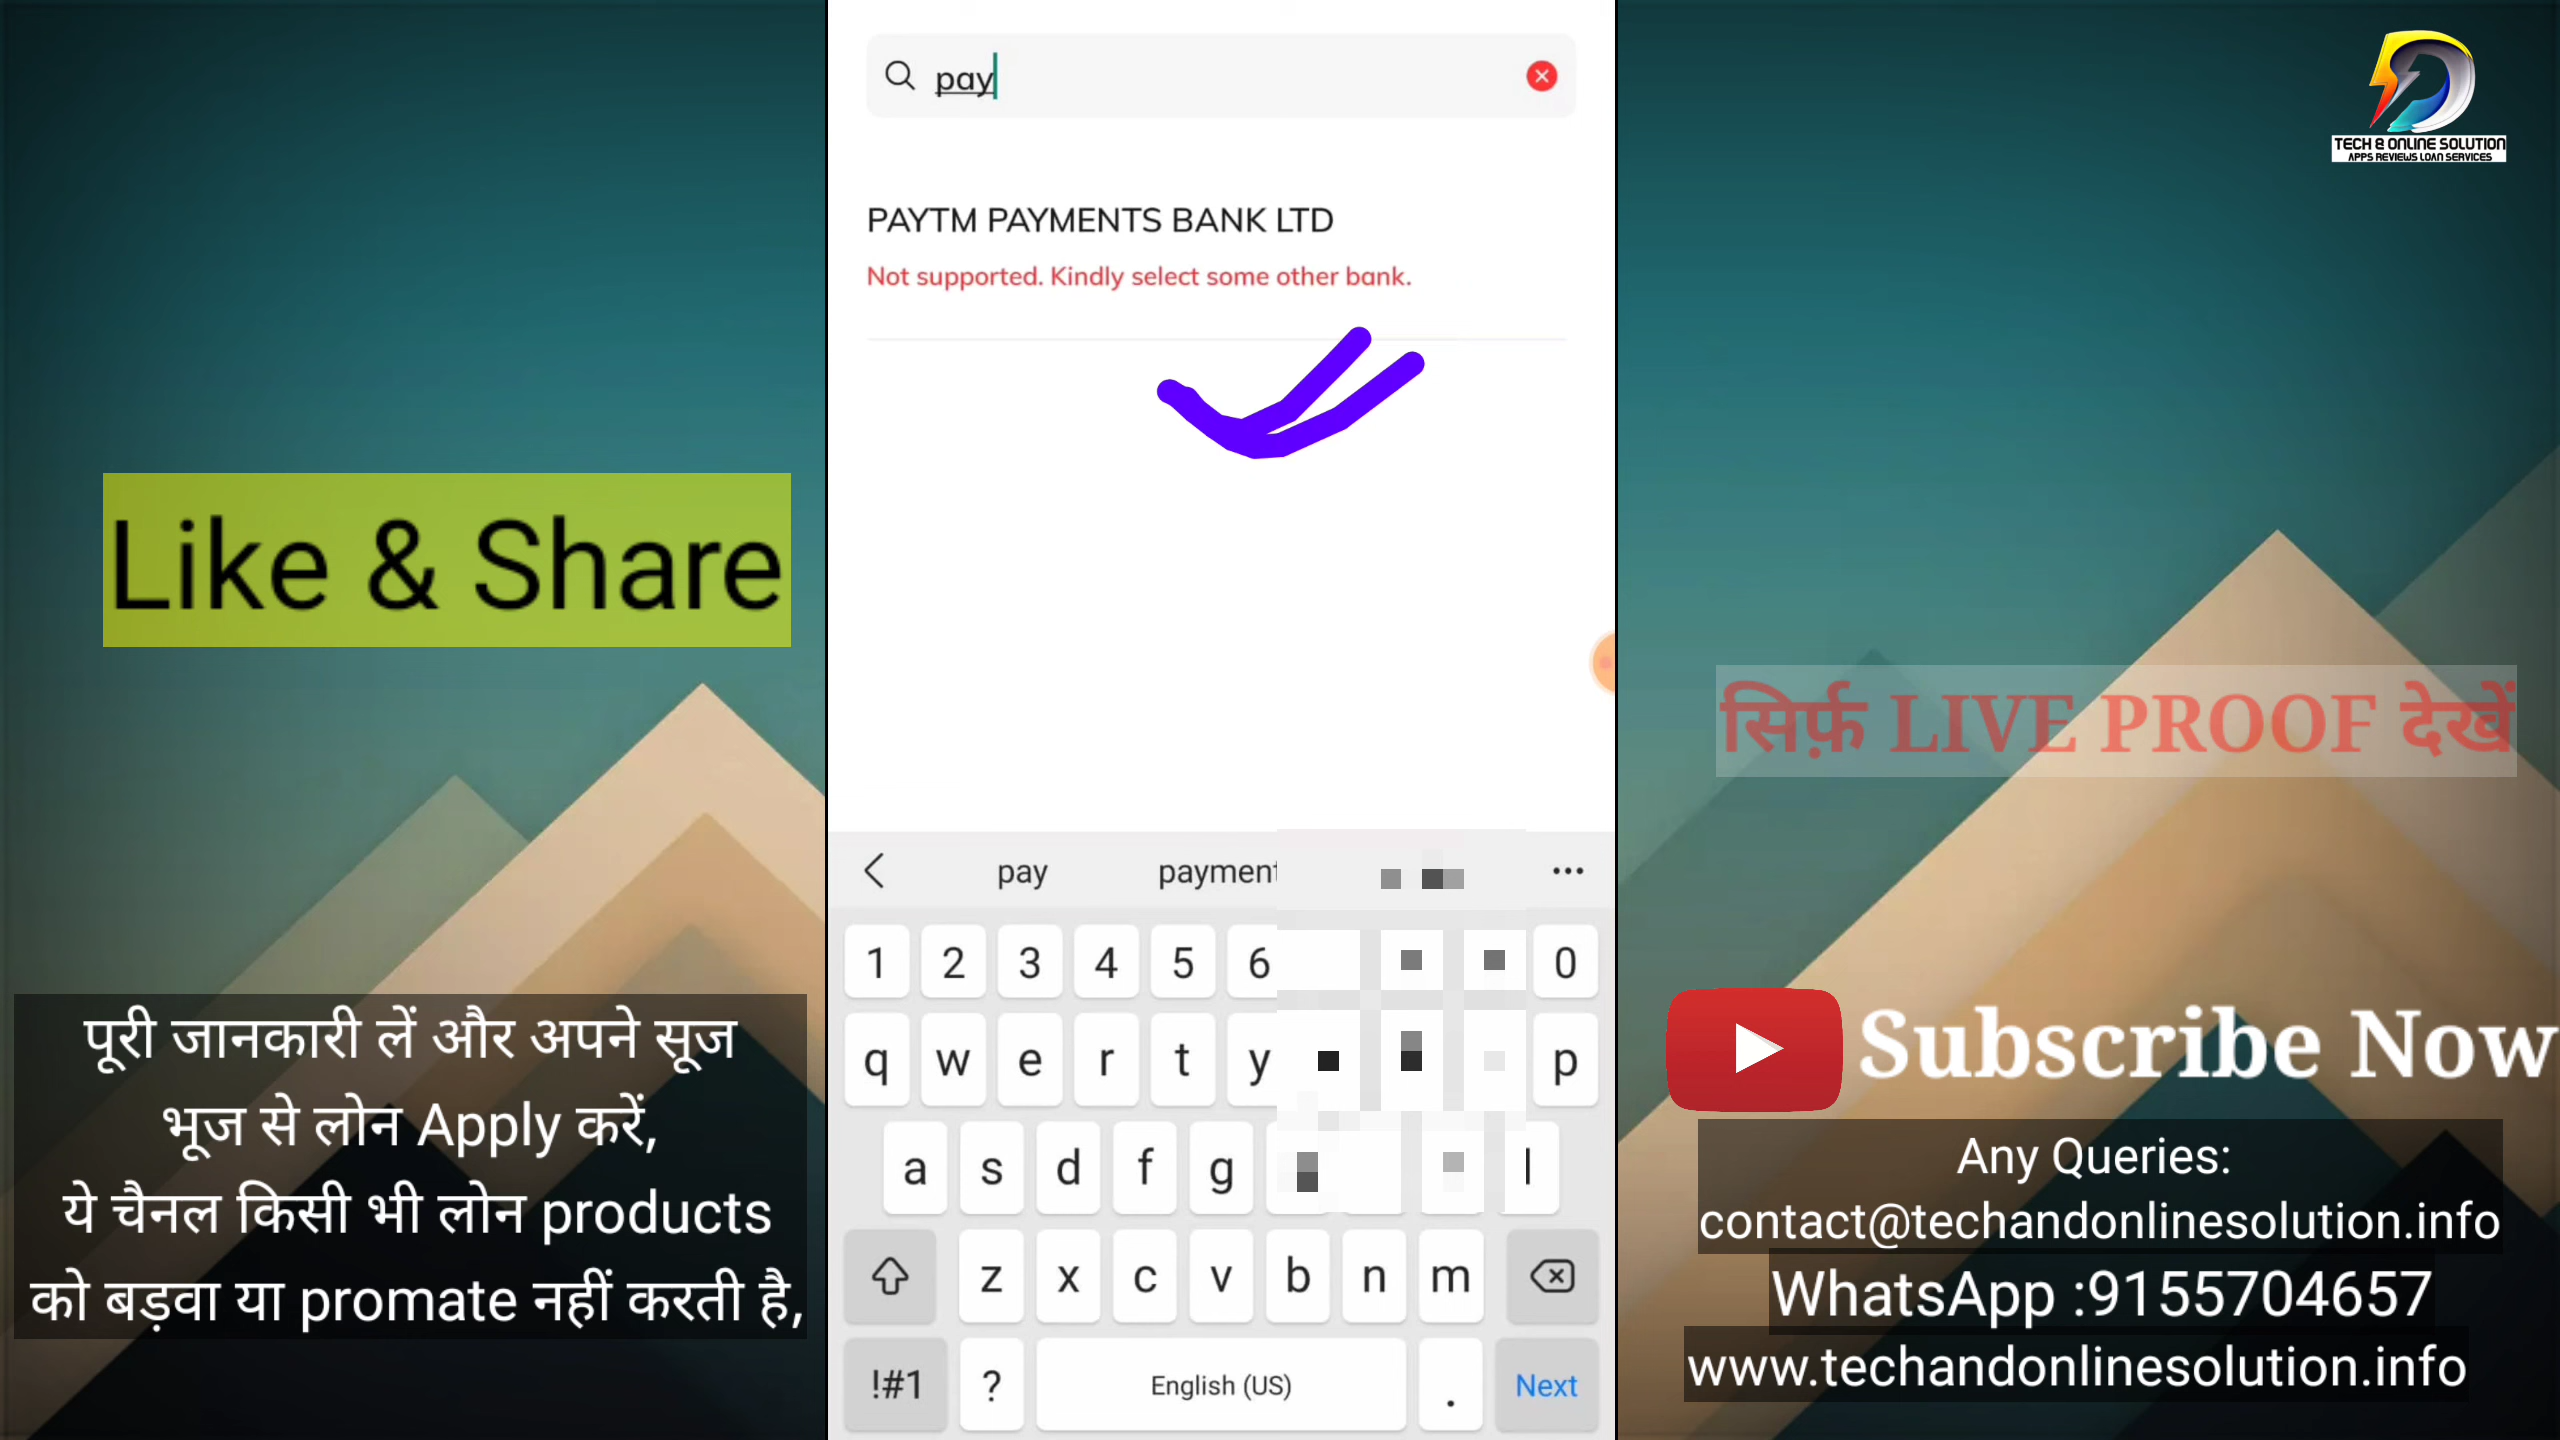 pay
PAYTM PAYMENTS BANK LTD
Not supported. Kindly select some other bank.
TECH & ONLINE SOLUTION
APPS REVIEWS LOAN SERVICES
Like & Share
सिर्फ़ LIVE PROOF देखें
पूरी जानकारी लें और अपने सूज
भूज से लोन Apply करें,
ये चैनल किसी भी लोन products
को बड़वा या promate नहीं करती है,
pay payment
1 2 3 4 5 6 0
q w e r t y p
a s d f g l
z x c v b n m
!#1 ? English (US) . Next
Subscribe Now
Any Queries:
contact@techandonlinesolution.info
WhatsApp :9155704657
www.techandonlinesolution.info